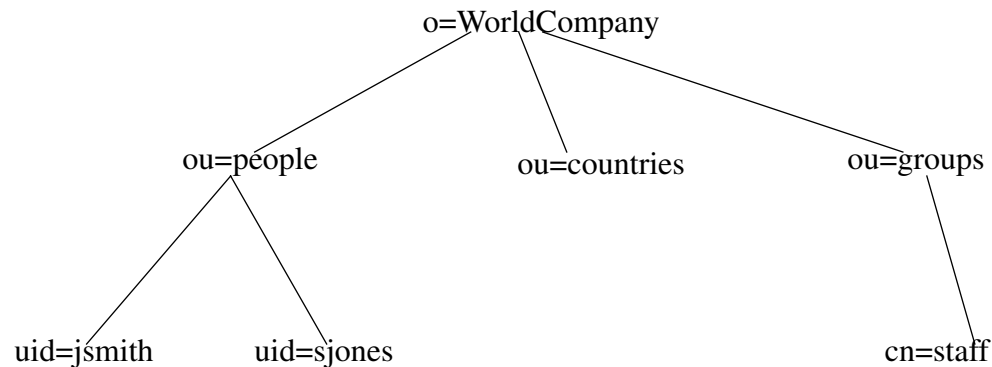 o=WorldCompany
ou=people
ou=countries
ou=groups
uid=jsmith
uid=sjones
cn=staff